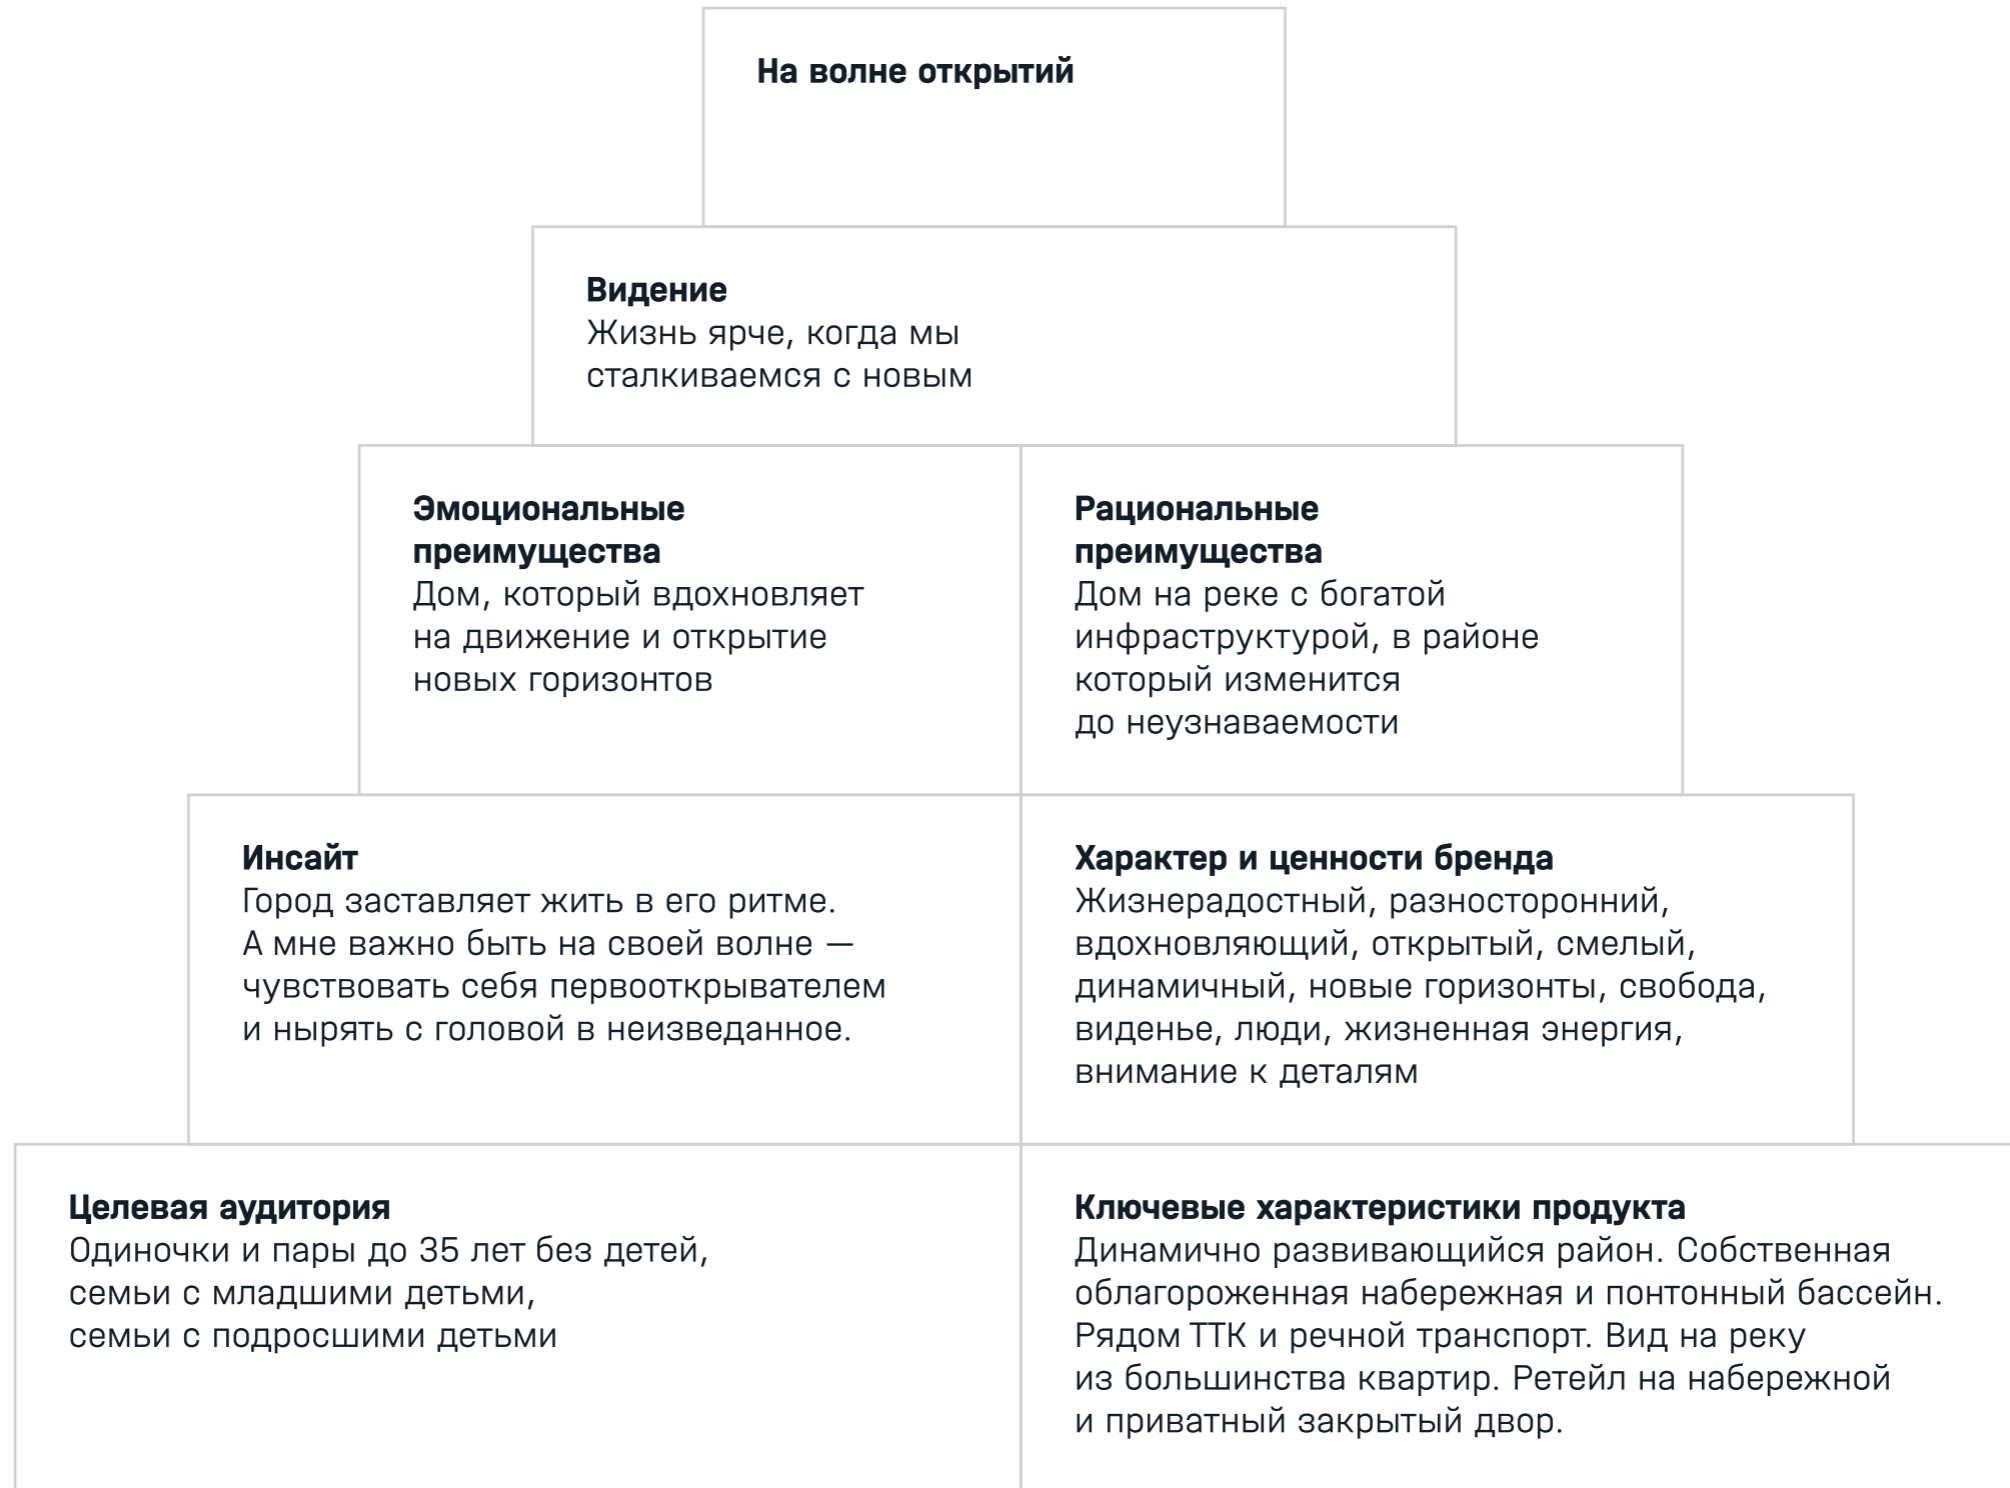 На волне открытий
Видение
Жизнь ярче, когда мы
сталкиваемся с новым
Эмоциональные
преимущества
Дом, который вдохновляет
на движение и открытие
новых горизонтов
Рациональные
преимущества
Дом на реке с богатой
инфраструктурой, в районе
который изменится
до неузнаваемости
Инсайт
Город заставляет жить в его ритме.
А мне важно быть на своей волне —
чувствовать себя первооткрывателем
и нырять с головой в неизведанное.
Характер и ценности бренда
Жизнерадостный, разносторонний,
вдохновляющий, открытый, смелый,
динамичный, новые горизонты, свобода,
виденье, люди, жизненная энергия,
внимание к деталям
Целевая аудитория
Одиночки и пары до 35 лет без детей,
семьи с младшими детьми,
семьи с подросшими детьми
Ключевые характеристики продукта
Динамично развивающийся район. Собственная
облагороженная набережная и понтонный бассейн.
Рядом ТТК и речной транспорт. Вид на реку
из большинства квартир. Ретейл на набережной
и приватный закрытый двор.